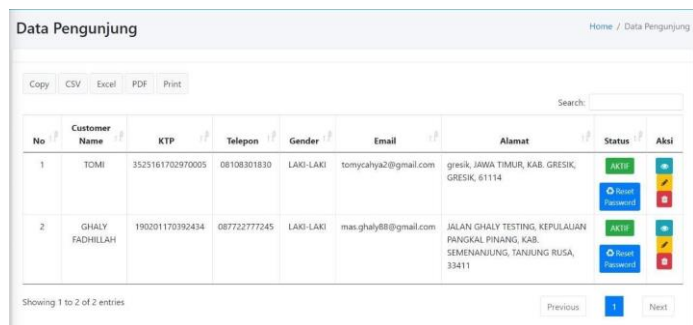 Data Pengunjung
Home / Data Pengunjung
Copy CSV Excel PDF Print
Search:
No Customer Name KTP Telepon Gender Email Alamat Status Aksi
1 TOMI 3525161702970005 08108301830 LAKI-LAKI tomycahya2@gmail.com gresik, JAWA TIMUR, KAB. GRESIK, AKTIF
GRESIK, 61114
Reset
Password
2 GHALY 190201170392434 087722777245 LAKI-LAKI mas.ghaly88@gmail.com JALAN GHALY TESTING, KEPULAUAN AKTIF
FADHILLAH PANGKAL PINANG, KAB.
SEMENANJUNG, TANJUNG RUSA, Reset
33411 Password
Showing 1 to 2 of 2 entries
Previous 1 Next